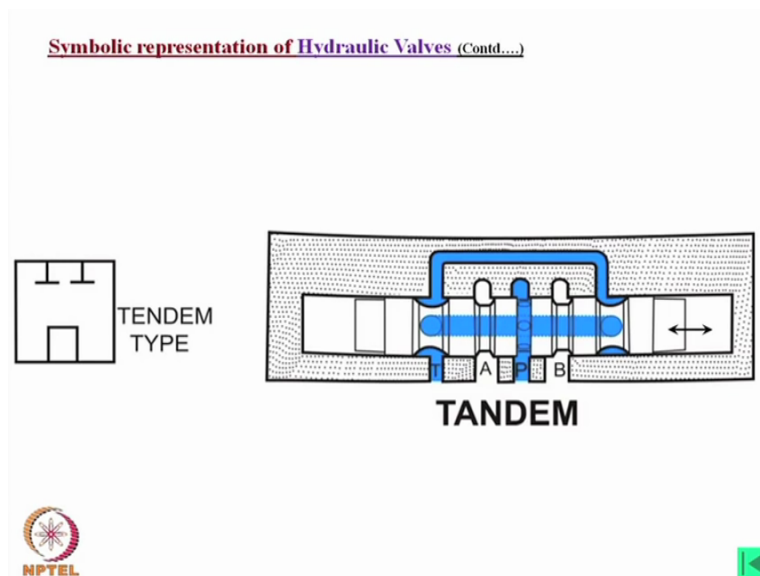 Symbolic representation of Hydraulic Valves (Contd....)
TENDEM
TYPE
T A P B
TANDEM
NPTEL